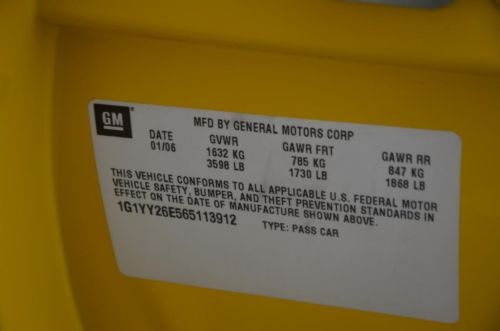 GM
MFD BY GENERAL MOTORS CORP
DATE GVWR GAWR FRT GAWR RR
01/06 1632 KG 785 KG 847 KG
3598 LB 1730 LB 1868 LB
THIS VEHICLE CONFORMS TO ALL APPLICABLE U.S. FEDERAL MOTOR
VEHICLE SAFETY, BUMPER, AND THEFT PREVENTION STANDARDS IN
EFFECT ON THE DATE OF MANUFACTURE SHOWN ABOVE.
1G1YY26E565113912 TYPE: PASS CAR